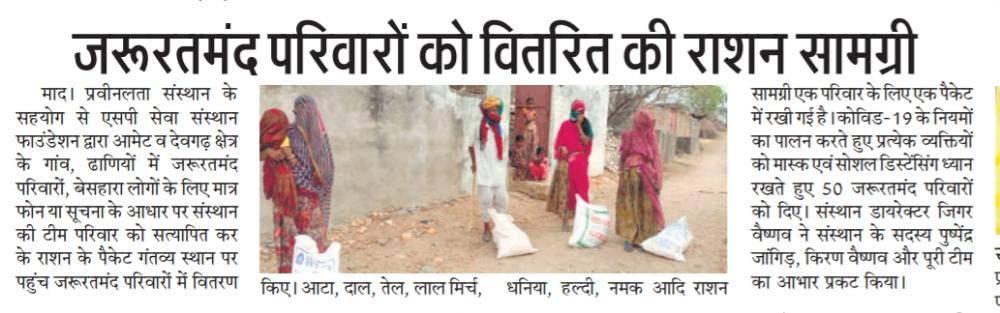 जरूरतमंद परिवारों को वितरित की राशन सामग्री
माद। प्रवीनलता संस्थान के
सहयोग से एसपी सेवा संस्थान
फाउंडेशन द्वारा आमेट व देवगढ़ क्षेत्र
के गांव, ढाणियों में जरूरतमंद
परिवारों, बेसहारा लोगों के लिए मात्र
फोन या सूचना के आधार पर संस्थान
की टीम परिवार को सत्यापित कर
के राशन के पैकेट गंतव्य स्थान पर
पहुंच जरूरतमंद परिवारों में वितरण
किए। आटा, दाल, तेल, लाल मिर्च,
धनिया, हल्दी, नमक आदि राशन
सामग्री एक परिवार के लिए एक पैकेट
में रखी गई है। कोविड-19 के नियमों
का पालन करते हुए प्रत्येक व्यक्तियों
को मास्क एवं सोशल डिस्टेंसिंग ध्यान
रखते हुए 50 जरूरतमंद परिवारों
को दिए। संस्थान डायरेक्टर जिगर
वैष्णव ने संस्थान के सदस्य पुष्पेंद्र
जांगिड़, किरण वैष्णव और पूरी टीम
का आभार प्रकट किया।